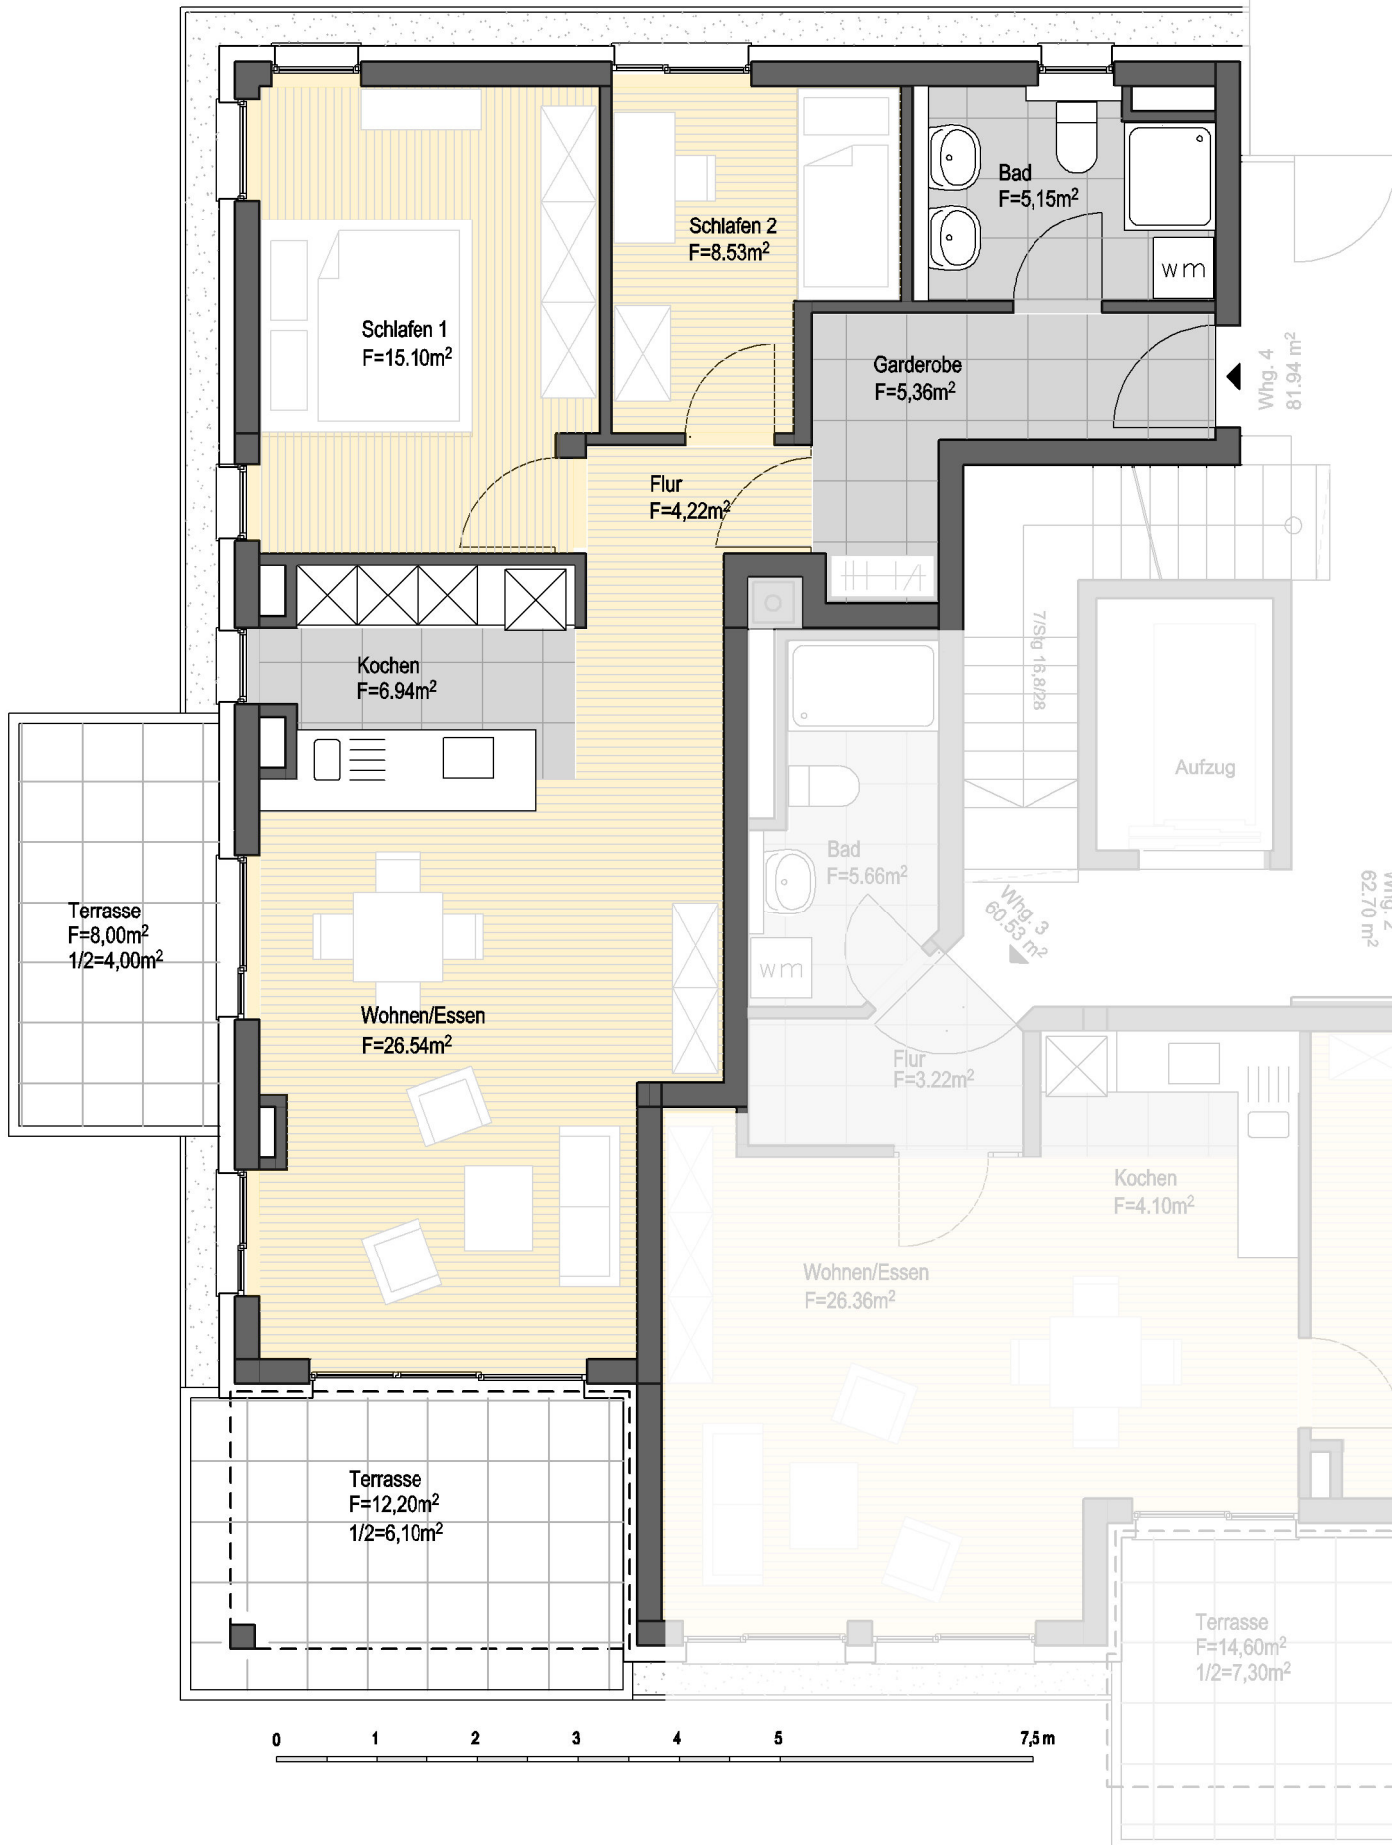 Schlafen 1
F=15.10m²
Schlafen 2
F=8.53m²
Bad
F=5,15m²
wm
Garderobe
F=5,36m²
Whg. 4
81.94 m²
Flur
F=4,22m²
Kochen
F=6.94m²
7/Stg 16,8/28
Aufzug
Bad
F=5.66m²
wm
Whg. 3
60.53 m²
Whg. 2
62.70 m²
Terrasse
F=8,00m²
1/2=4,00m²
Wohnen/Essen
F=26.54m²
Flur
F=3.22m²
Kochen
F=4.10m²
Wohnen/Essen
F=26.36m²
Terrasse
F=12,20m²
1/2=6,10m²
Terrasse
F=14,60m²
1/2=7,30m²
0 1 2 3 4 5 7,5 m